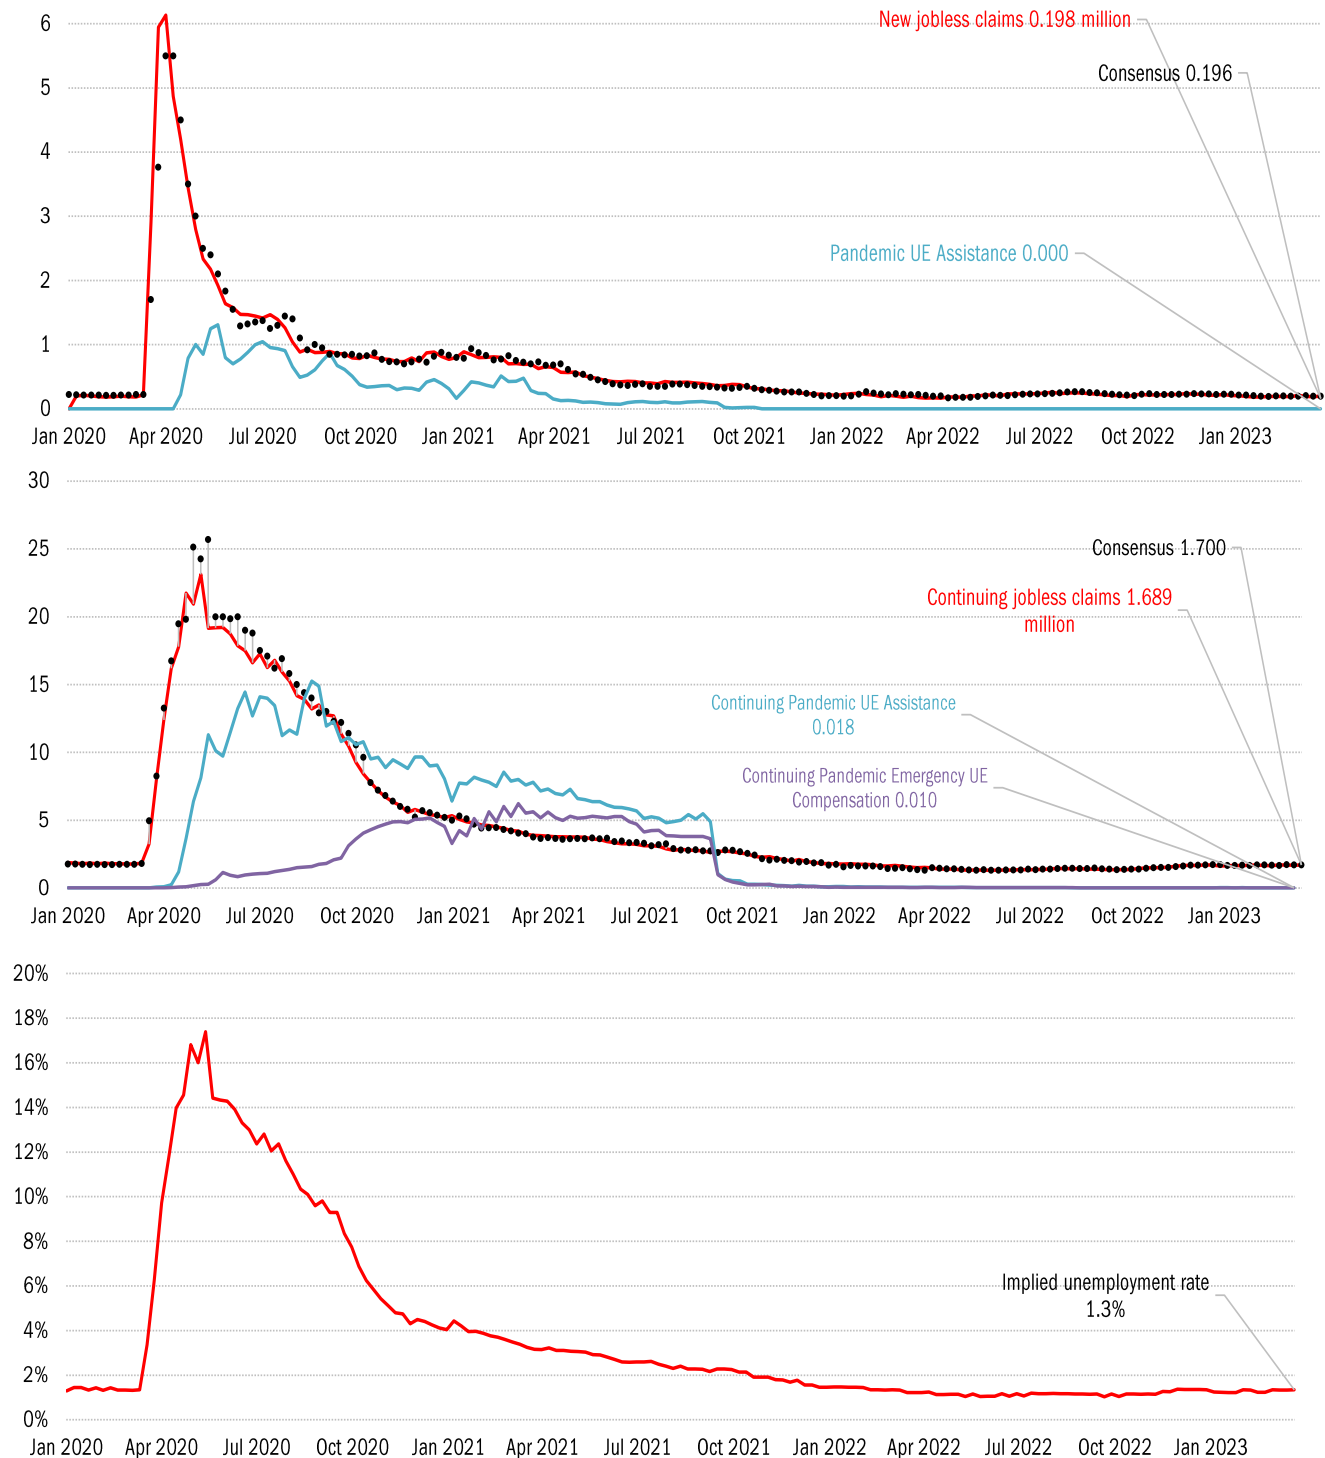 6
New jobless claims 0.198 million
Consensus 0.196
5
4
3
Pandemic UE Assistance 0.000
2
1
0
Jan 2020 Apr 2020 Jul 2020 Oct 2020 Jan 2021 Apr 2021 Jul 2021 Oct 2021 Jan 2022 Apr 2022 Jul 2022 Oct 2022 Jan 2023
30
25
Consensus 1.700
Continuing jobless claims 1.689
million
20
15
Continuing Pandemic UE Assistance
0.018
10
Continuing Pandemic Emergency UE
Compensation 0.010
5
0
Jan 2020 Apr 2020 Jul 2020 Oct 2020 Jan 2021 Apr 2021 Jul 2021 Oct 2021 Jan 2022 Apr 2022 Jul 2022 Oct 2022 Jan 2023
20%
18%
16%
14%
12%
10%
8%
6%
Implied unemployment rate
1.3%
4%
2%
0%
Jan 2020 Apr 2020 Jul 2020 Oct 2020 Jan 2021 Apr 2021 Jul 2021 Oct 2021 Jan 2022 Apr 2022 Jul 2022 Oct 2022 Jan 2023